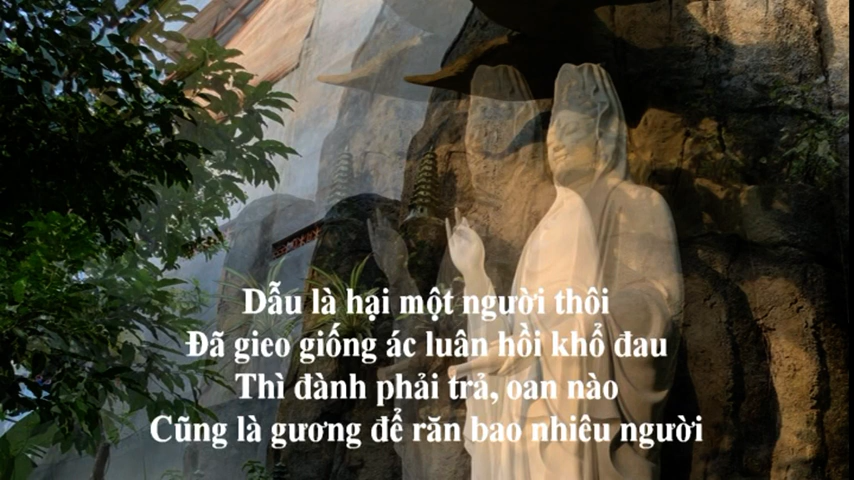 Dẫu là hại một người thôi
Đã gieo giống ác luân hồi khổ đau
Thì đành phải trả, oan nào
Cũng là gương để răn bao nhiêu người